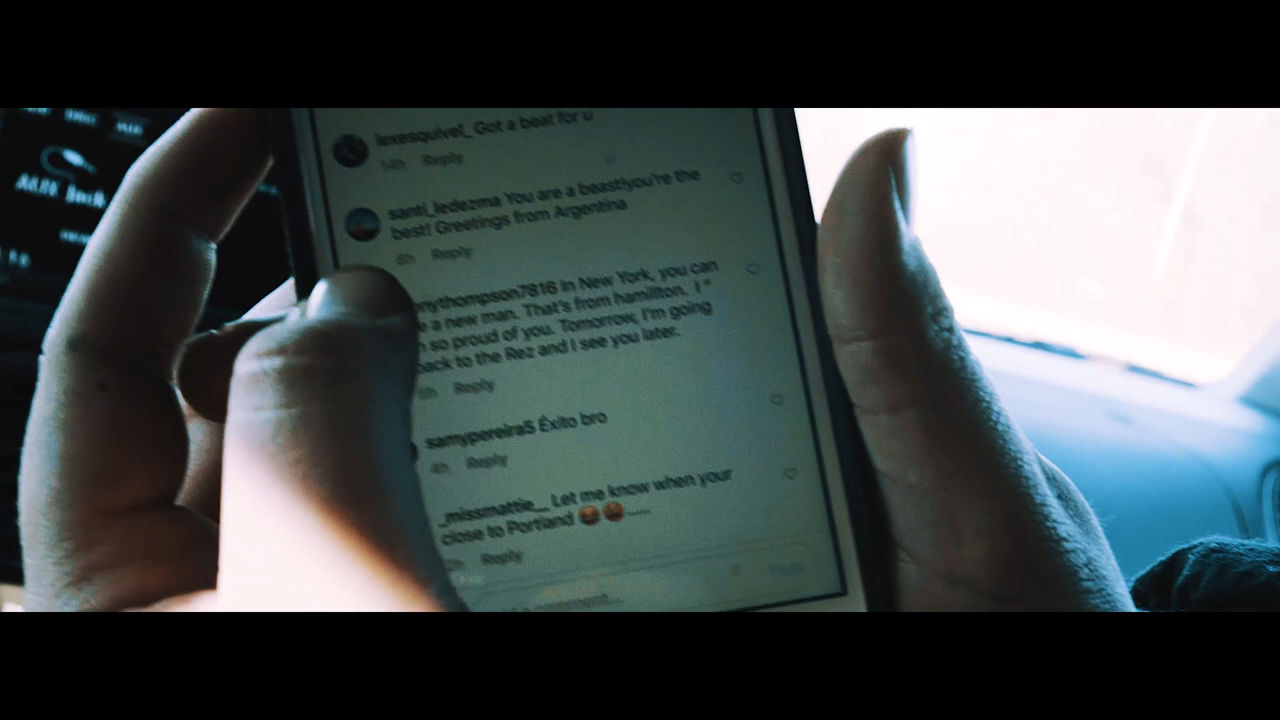 AUX
lexesquivel_ Got a beat for u
14h Reply
santi_ledezma You are a beast!you're the
best! Greetings from Argentina
6h Reply
nythompson7816 In New York, you can
a new man. That's from hamilton. I "
so proud of you. Tomorrow, I'm going
back to the Rez and I see you later.
Reply
samypereira5 Éxito bro
4h Reply
_missmattie__ Let me know when your
close to Portland
Reply
comment...